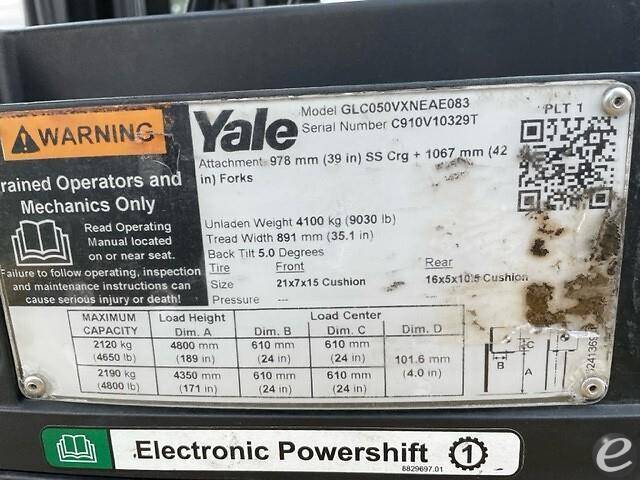 WARNING
rained Operators and
Mechanics Only
Read Operating
Manual located
on or near seat.
Failure to follow operating, inspection
and maintenance instructions can
cause serious injury or death!
Yale
Model GLC050VXNEAE083
Serial Number C910V10329T
PLT 1
Attachment 978 mm (39 in) SS Crg + 1067 mm (42
in) Forks
Unladen Weight 4100 kg (9030 lb)
Tread Width 891 mm (35.1 in)
Back Tilt 5.0 Degrees
Tire Front Rear
Size 21x7x15 Cushion 16x5x10.5 Cushion
Pressure --- ---
MAXIMUM CAPACITY Load Height Dim. A Load Center Dim. B Dim. C Dim. D
2120 kg (4650 lb) 4800 mm (189 in) 610 mm (24 in) 610 mm (24 in) 101.6 mm (4.0 in)
2190 kg (4800 lb) 4350 mm (171 in) 610 mm (24 in) 610 mm (24 in)
C
B
A
Electronic Powershift 1
8829697.01
e